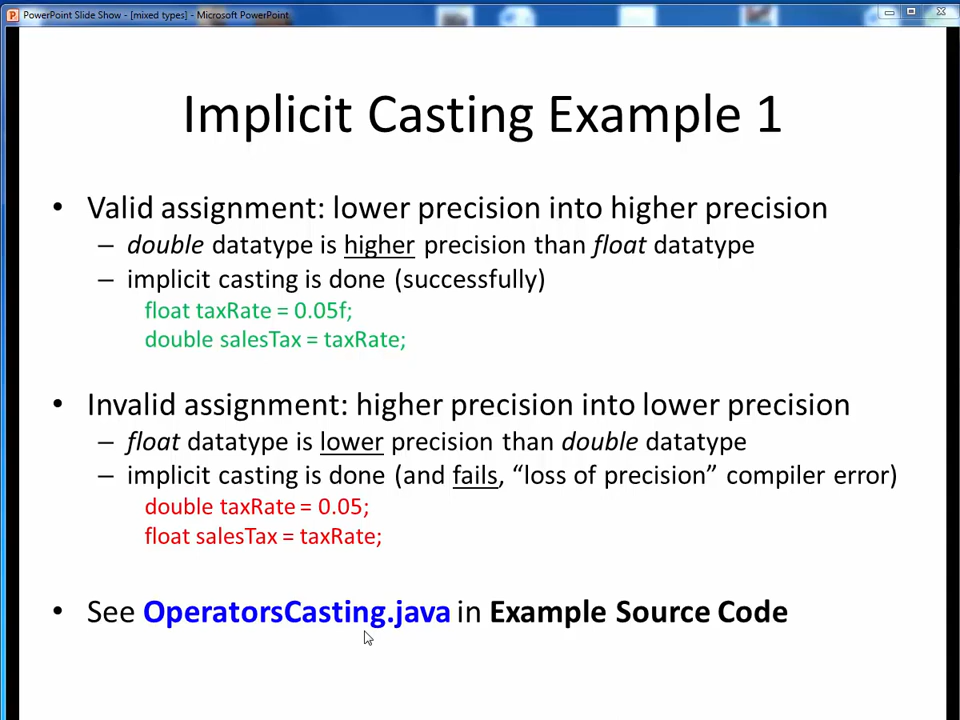 PowerPoint Slide Show - [mixed types] - Microsoft PowerPoint
Implicit Casting Example 1
• Valid assignment: lower precision into higher precision
– double datatype is higher precision than float datatype
– implicit casting is done (successfully)
float taxRate = 0.05f;
double salesTax = taxRate;
• Invalid assignment: higher precision into lower precision
– float datatype is lower precision than double datatype
– implicit casting is done (and fails, “loss of precision” compiler error)
double taxRate = 0.05;
float salesTax = taxRate;
• See OperatorsCasting.java in Example Source Code